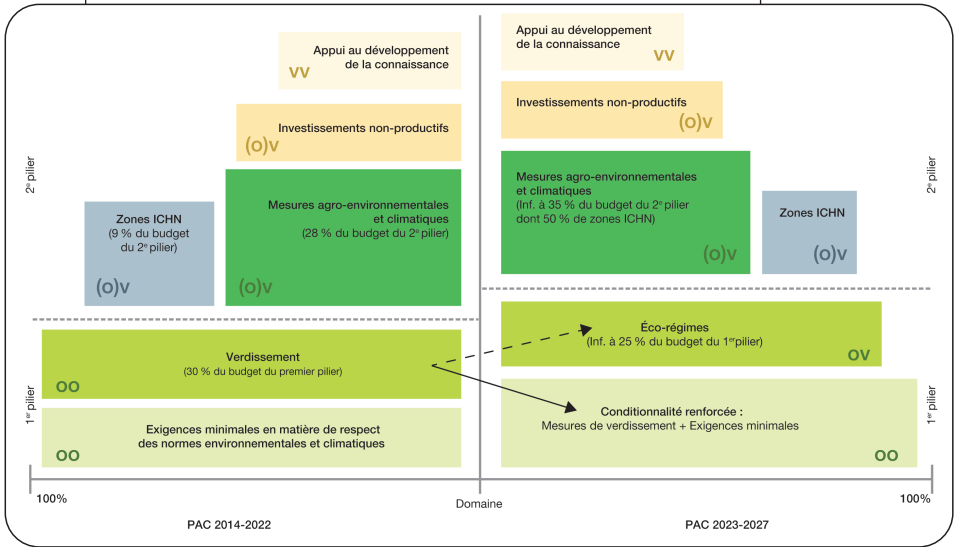 Appui au développement
de la connaissance
VV
Investissements non-productifs
(O)V
2e pilier
Zones ICHN
(9 % du budget
du 2e pilier)
(O)V
Mesures agro-environnementales
et climatiques
(28 % du budget du 2e pilier)
(O)V
Verdissement
(30 % du budget du premier pilier)
OO
1er pilier
Exigences minimales en matière de respect
des normes environnementales et climatiques
OO
100%
PAC 2014-2022
Domaine
Appui au développement
de la connaissance
VV
Investissements non-productifs
(O)V
Mesures agro-environnementales
et climatiques
(Inf. à 35 % du budget du 2e pilier
dont 50 % de zones ICHN)
(O)V
Zones ICHN
(O)V
2e pilier
Éco-régimes
(Inf. à 25 % du budget du 1erpilier)
OV
Conditionnalité renforcée :
Mesures de verdissement + Exigences minimales
OO
1er pilier
100%
PAC 2023-2027